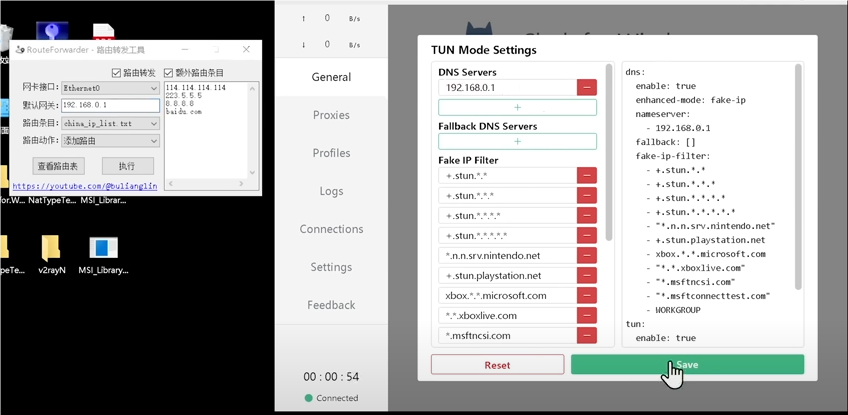 RouteForwarder - 路由转发工具
路由转发
额外路由条目
网卡接口: Ethernet0
默认网关: 192.168.0.1
路由条目: china_ip_list.txt
路由动作: 添加路由
查看路由表
执行
https://youtube.com/@bulianglin
114.114.114.114
223.5.5.5
8.8.8.8
baidu.com
for.W...
NatTypeTe...
MSI_Library...
ypeTe...
v2rayN
MSI_Library...
↑ 0 B/s
↓ 0 B/s
General
Proxies
Profiles
Logs
Connections
Settings
Feedback
00 : 00 : 54
Connected
TUN Mode Settings
DNS Servers
192.168.0.1
+
Fallback DNS Servers
+
Fake IP Filter
+.stun.*.*
+.stun.*.*.*
+.stun.*.*.*.*
+.stun.*.*.*.*.*
*.n.n.srv.nintendo.net
+.stun.playstation.net
xbox.*.*.microsoft.com
*.*.xboxlive.com
*.msftncsi.com
dns:
enable: true
enhanced-mode: fake-ip
nameserver:
- 192.168.0.1
fallback: []
fake-ip-filter:
- +.stun.*.*
- +.stun.*.*.*
- +.stun.*.*.*.*
- +.stun.*.*.*.*.*
- "*.n.n.srv.nintendo.net"
- +.stun.playstation.net
- xbox.*.*.microsoft.com
- "*.*.xboxlive.com"
- "*.msftncsi.com"
- "*.msftconnecttest.com"
- WORKGROUP
tun:
enable: true
Reset
Save